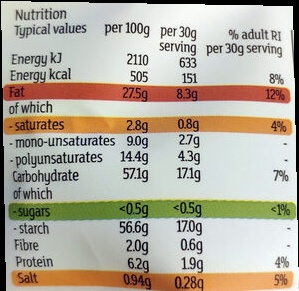 Nutrition
Typical values per 100g per 30g serving % adult RI per 30g serving
Energy kJ 2110 633
Energy kcal 505 151 8%
Fat 27.5g 8.3g 12%
of which
- saturates 2.8g 0.8g 4%
- mono-unsaturates 9.0g 2.7g -
- polyunsaturates 14.4g 4.3g -
Carbohydrate 57.1g 17.1g 7%
of which
- sugars <0.5g <0.5g <1%
- starch 56.6g 17.0g -
Fibre 2.0g 0.6g -
Protein 6.2g 1.9g 4%
Salt 0.94g 0.28g 5%